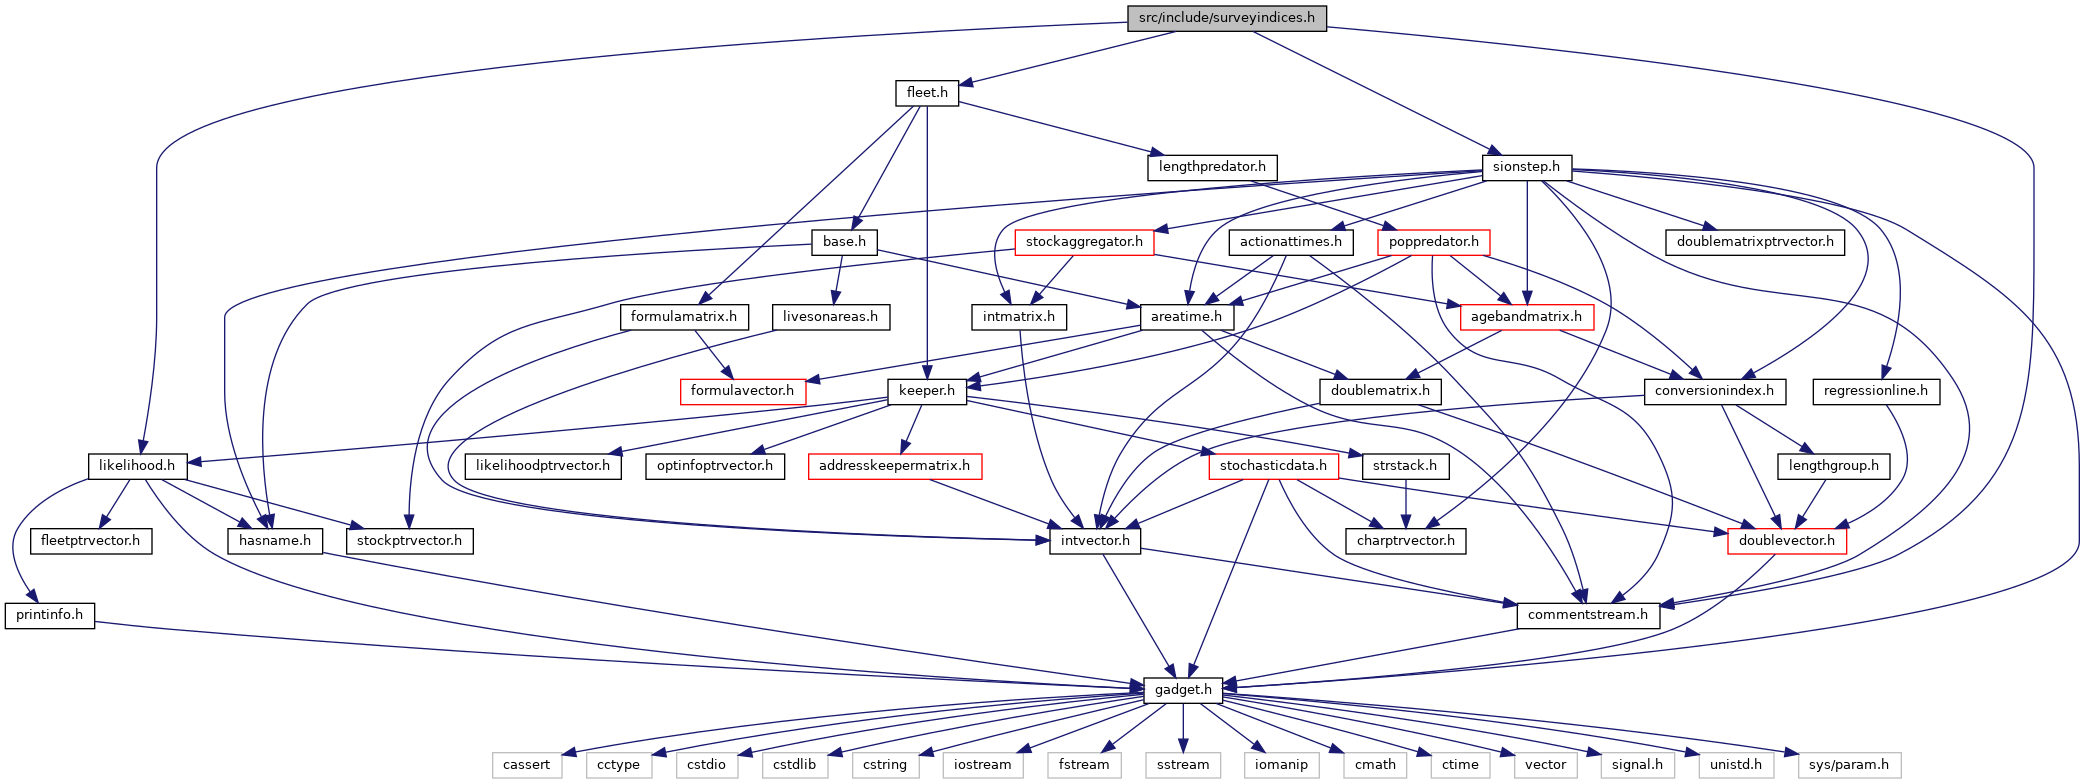 src/include/surveyindices.h
fleet.h
lengthpredator.h
sionstep.h
base.h
stockaggregator.h
actionattimes.h
poppredator.h
doublematrixptrvector.h
formulamatrix.h
livesonareas.h
intmatrix.h
areatime.h
agebandmatrix.h
formulavector.h
keeper.h
doublematrix.h
conversionindex.h
regressionline.h
likelihood.h
likelihoodptrvector.h
optinfoptrvector.h
addresskeepermatrix.h
stochasticdata.h
strstack.h
lengthgroup.h
fleetptrvector.h
hasname.h
stockptrvector.h
intvector.h
charptrvector.h
doublevector.h
printinfo.h
commentstream.h
gadget.h
cassert
cctype
cstdio
cstdlib
cstring
iostream
fstream
sstream
iomanip
cmath
ctime
vector
signal.h
unistd.h
sys/param.h